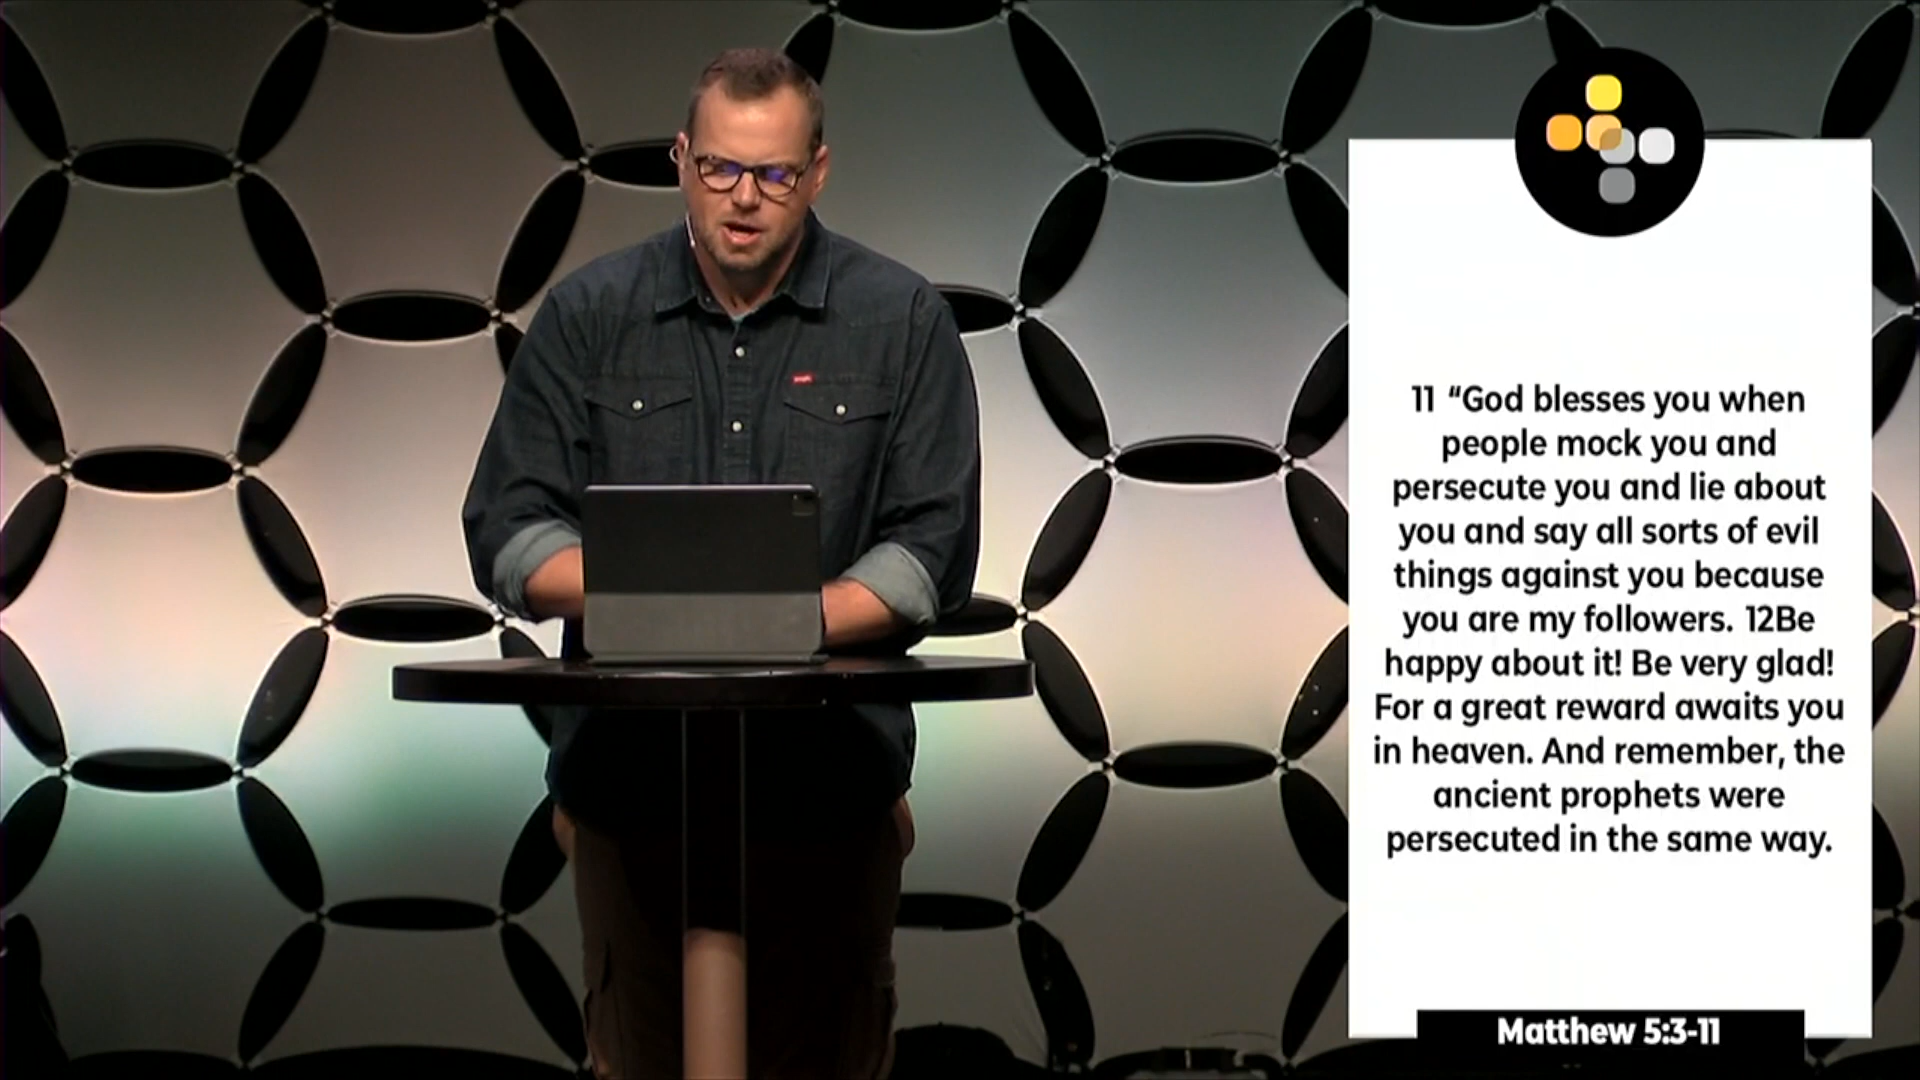 11 “God blesses you when
people mock you and
persecute you and lie about
you and say all sorts of evil
things against you because
you are my followers. 12Be
happy about it! Be very glad!
For a great reward awaits you
in heaven. And remember, the
ancient prophets were
persecuted in the same way.
Matthew 5:3-11